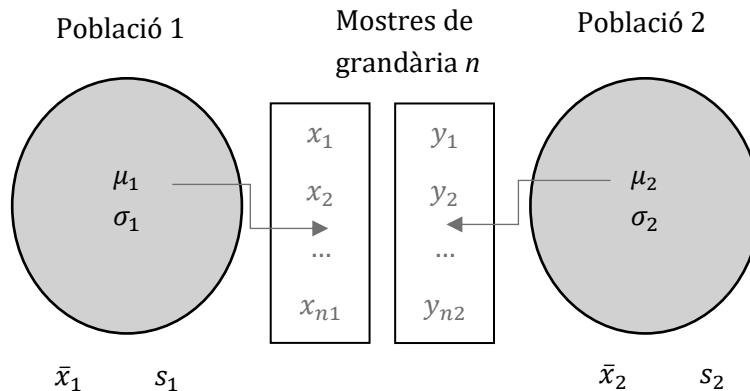 Població 1
Mostres de
grandària n
Població 2
μ₁
σ₁
x₁
x₂
...
xₙ₁
y₁
y₂
...
yₙ₂
μ₂
σ₂
x̄₁ s₁
x̄₂ s₂